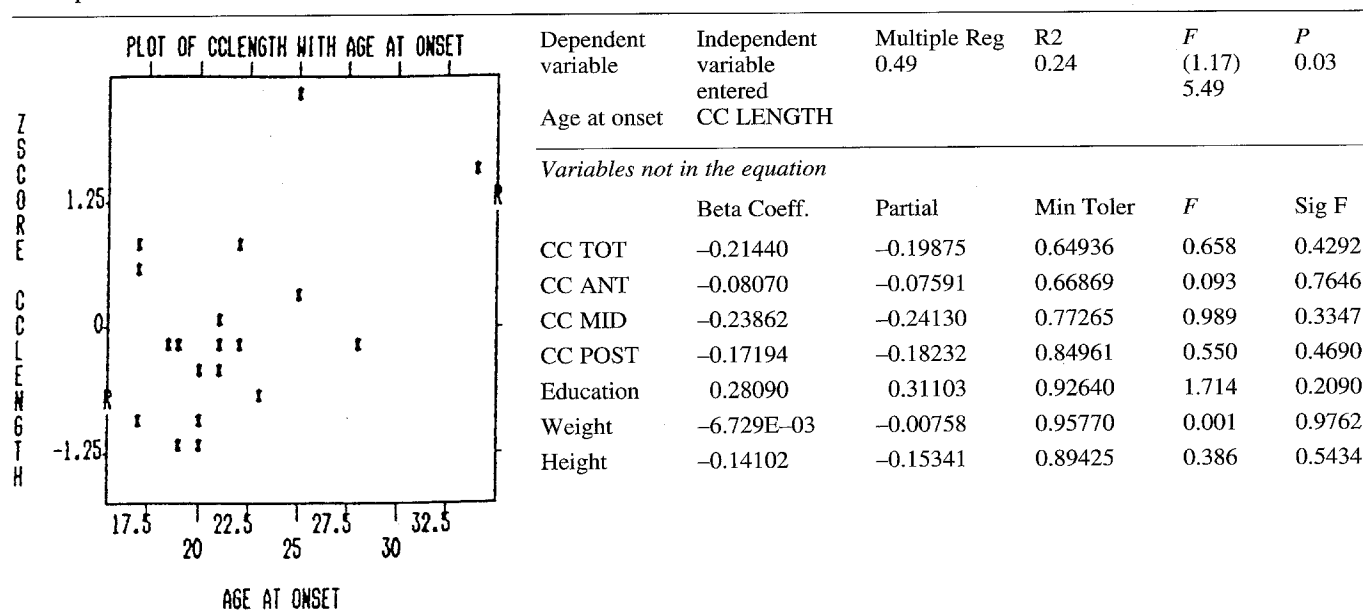 PLOT OF CCLENGTH WITH AGE AT ONSET
ZSCORE CCLENGTH
1.25
0
-1.25
R
R
17.5 22.5 27.5 32.5
20 25 30
AGE AT ONSET
Dependent Independent Multiple Reg R2 F P
variable variable 0.49 0.24 (1.17) 0.03
entered 5.49
Age at onset CC LENGTH
Variables not in the equation
Beta Coeff. Partial Min Toler F Sig F
CC TOT –0.21440 –0.19875 0.64936 0.658 0.4292
CC ANT –0.08070 –0.07591 0.66869 0.093 0.7646
CC MID –0.23862 –0.24130 0.77265 0.989 0.3347
CC POST –0.17194 –0.18232 0.84961 0.550 0.4690
Education 0.28090 0.31103 0.92640 1.714 0.2090
Weight –6.729E–03 –0.00758 0.95770 0.001 0.9762
Height –0.14102 –0.15341 0.89425 0.386 0.5434